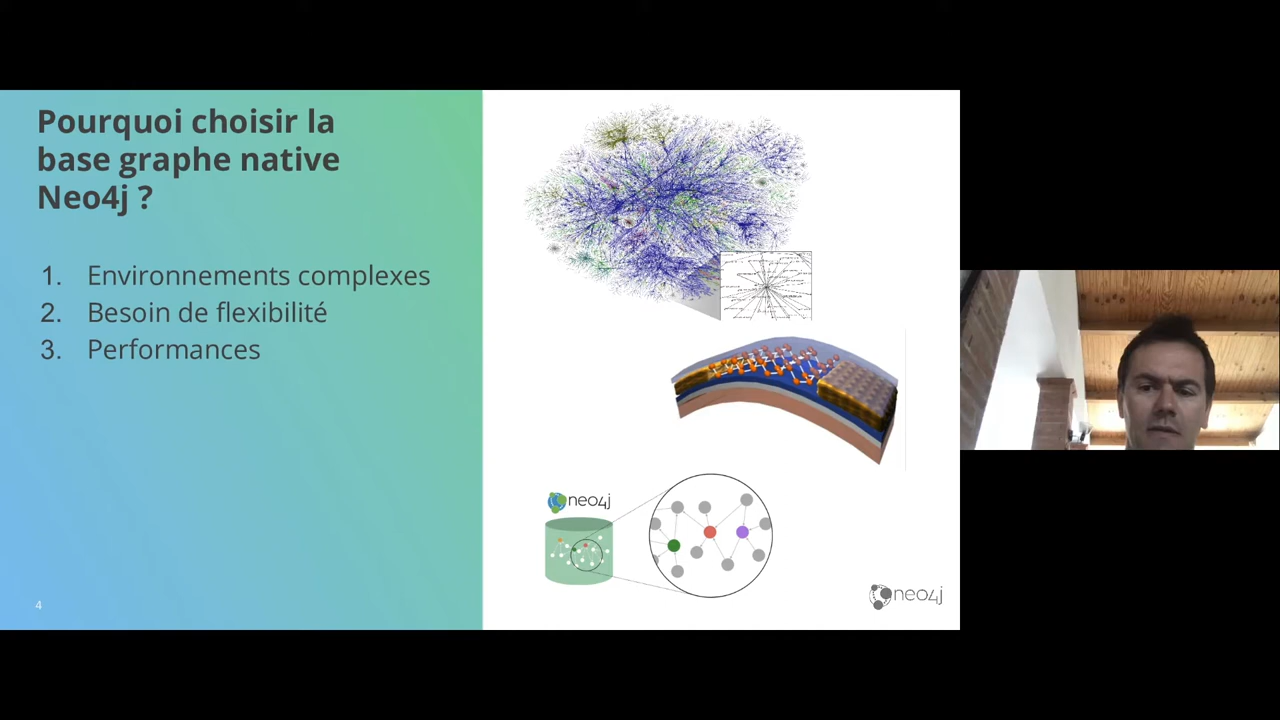 Pourquoi choisir la
base graphe native
Neo4j ?
1. Environnements complexes
2. Besoin de flexibilité
3. Performances
neo4j
4
neo4j